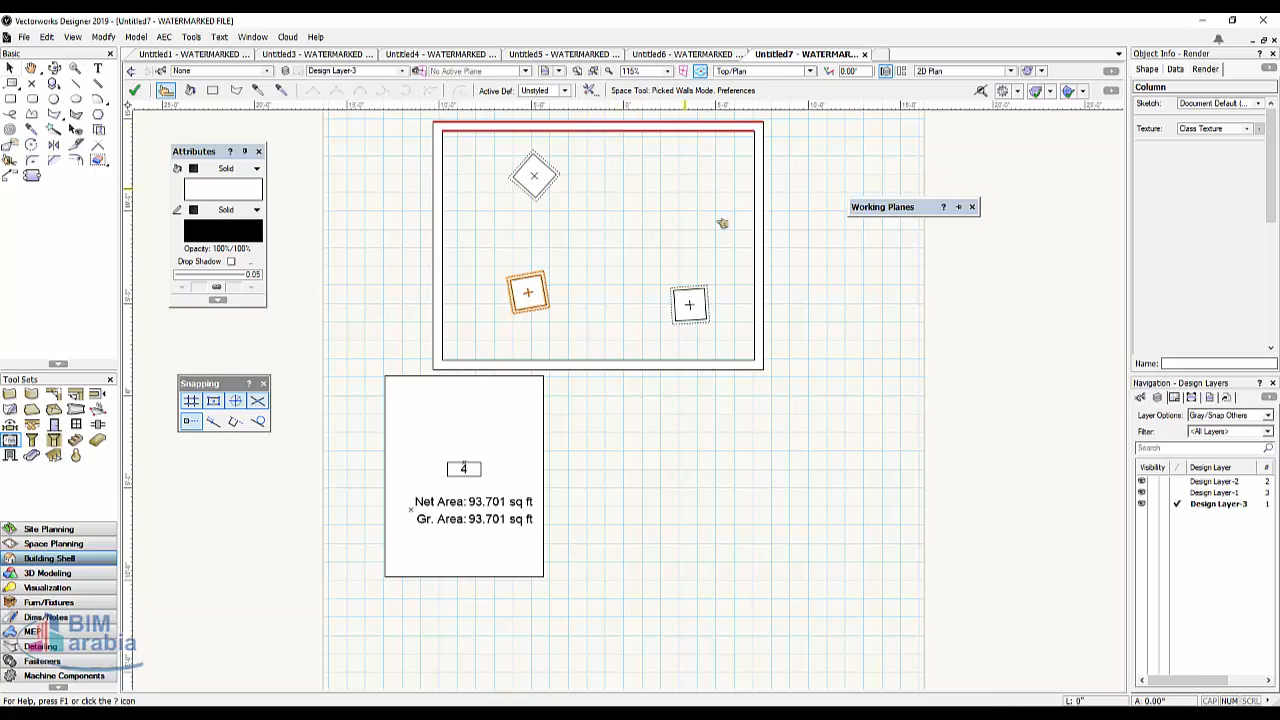 Vectorworks Designer 2019 - [Untitled7 - WATERMARKED FILE]
File Edit View Modify Model AEC Tools Text Window Cloud Help
Basic
Untitled1 - WATERMARKED ... Untitled3 - WATERMARKED ... Untitled4 - WATERMARKED ... Untitled5 - WATERMARKED ... Untitled6 - WATERMARKED ... Untitled7 - WATERMAR...
Object Info - Render
None Design Layer-3 No Active Plane 115% Top/Plan 0.00° 2D Plan
Shape Data Render
Active Def: Unstyled Space Tool: Picked Walls Mode. Preferences
Column
Sketch: Document Default (...
Texture: Class Texture
Attributes ?
Solid
Solid
Opacity: 100%/100%
Drop Shadow
0.05
Working Planes ?
Name:
Snapping ?
Tool Sets
Navigation - Design Layers
Layer Options: Gray/Snap Others
Filter: <All Layers>
Search
Visibility Design Layer #
Design Layer-2 2
Design Layer-1 3
Design Layer-3 1
4
Net Area: 93.701 sq ft
Gr. Area: 93.701 sq ft
Site Planning
Space Planning
Building Shell
3D Modeling
Visualization
Furn/Fixtures
Dims/Notes
MEP
Detailing
Fasteners
Machine Components
BIM
arabia
For Help, press F1 or click the ? icon
L: 0" A: 0.00° CAP NUM SCRL